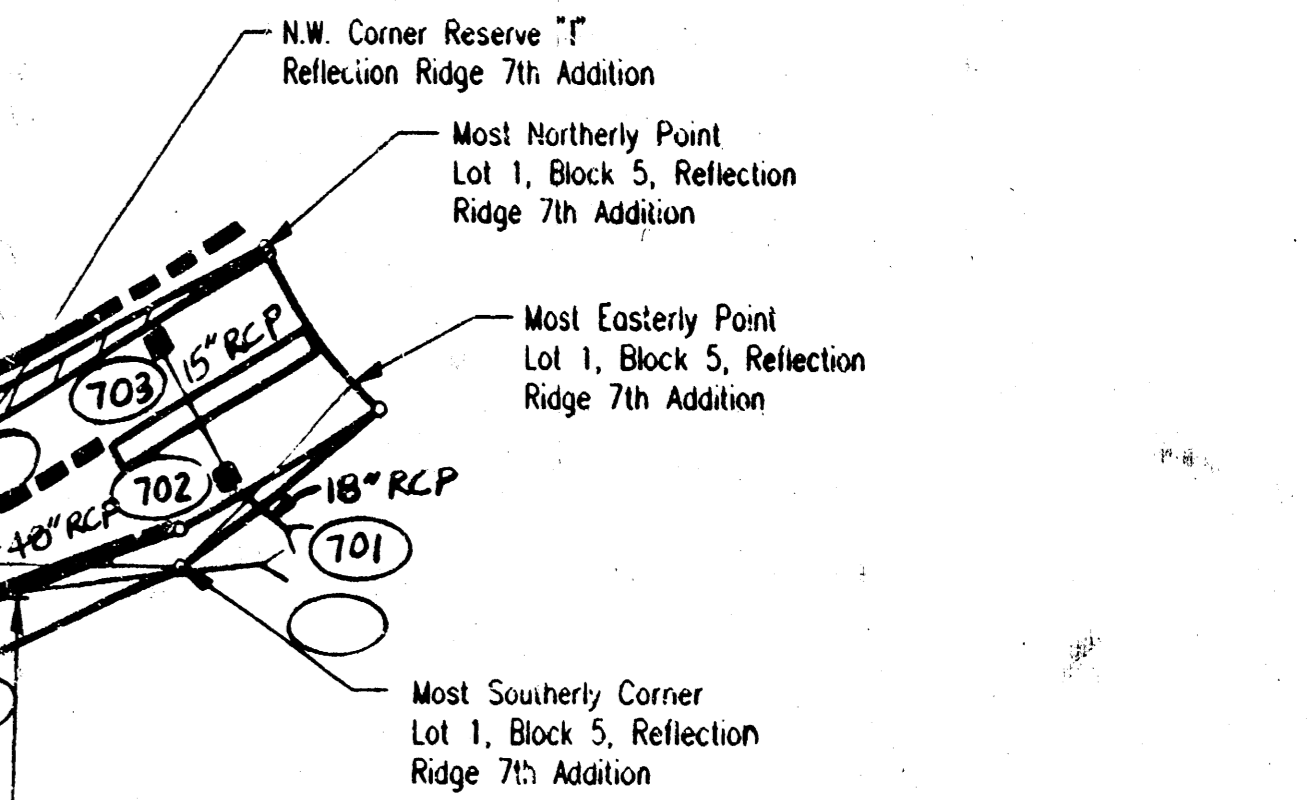 N.W. Corner Reserve "I"
Reflection Ridge 7th Addition
Most Northerly Point
Lot 1, Block 5, Reflection
Ridge 7th Addition
Most Easterly Point
Lot 1, Block 5, Reflection
Ridge 7th Addition
15" RCP
703
702
18" RCP
48" RCP
701
Most Southerly Corner
Lot 1, Block 5, Reflection
Ridge 7th Addition